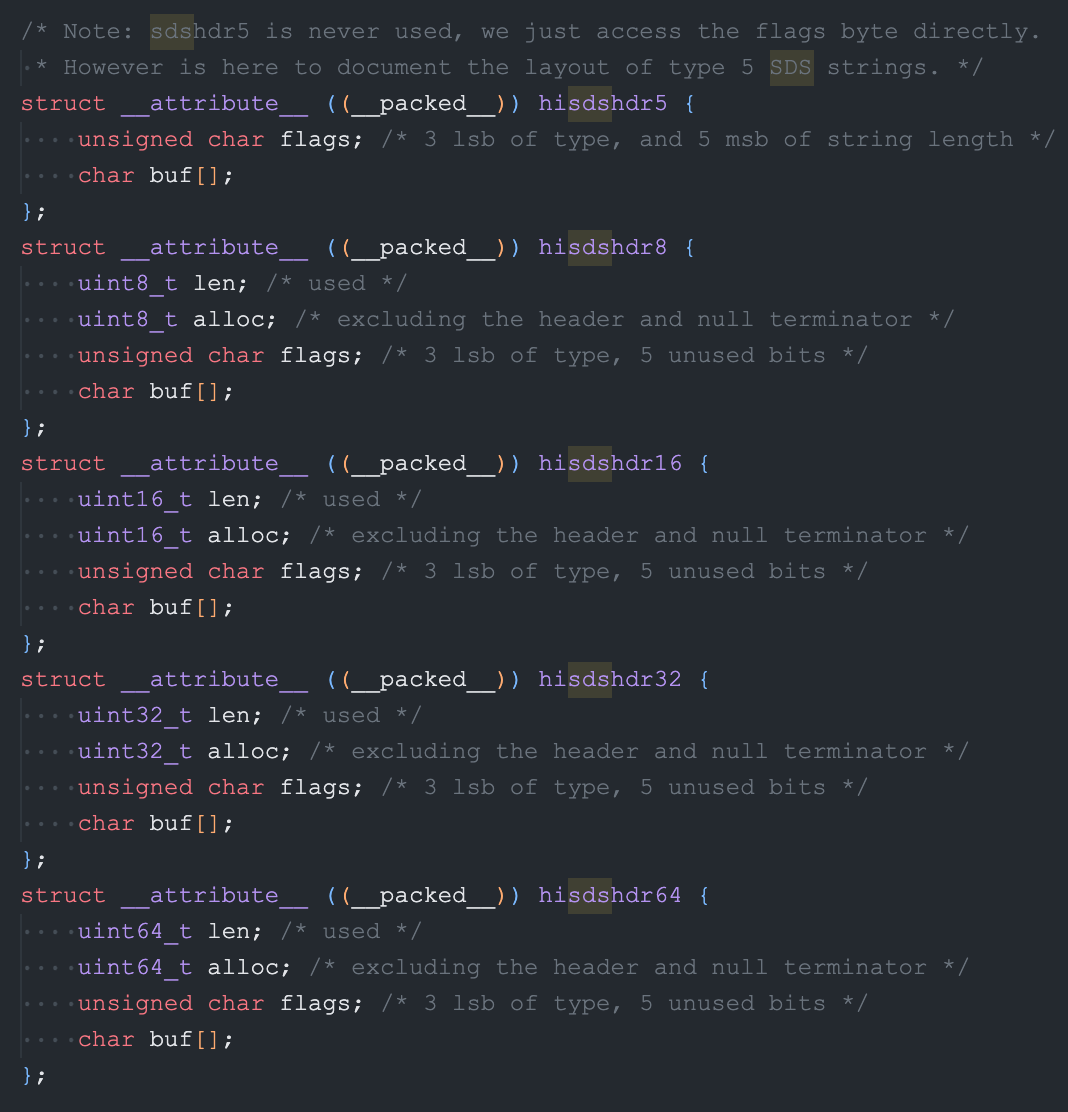 /* Note: sdshdr5 is never used, we just access the flags byte directly.
 * However is here to document the layout of type 5 SDS strings. */
struct __attribute__ ((__packed__)) hisdshdr5 {
    unsigned char flags; /* 3 lsb of type, and 5 msb of string length */
    char buf[];
};
struct __attribute__ ((__packed__)) hisdshdr8 {
    uint8_t len; /* used */
    uint8_t alloc; /* excluding the header and null terminator */
    unsigned char flags; /* 3 lsb of type, 5 unused bits */
    char buf[];
};
struct __attribute__ ((__packed__)) hisdshdr16 {
    uint16_t len; /* used */
    uint16_t alloc; /* excluding the header and null terminator */
    unsigned char flags; /* 3 lsb of type, 5 unused bits */
    char buf[];
};
struct __attribute__ ((__packed__)) hisdshdr32 {
    uint32_t len; /* used */
    uint32_t alloc; /* excluding the header and null terminator */
    unsigned char flags; /* 3 lsb of type, 5 unused bits */
    char buf[];
};
struct __attribute__ ((__packed__)) hisdshdr64 {
    uint64_t len; /* used */
    uint64_t alloc; /* excluding the header and null terminator */
    unsigned char flags; /* 3 lsb of type, 5 unused bits */
    char buf[];
};